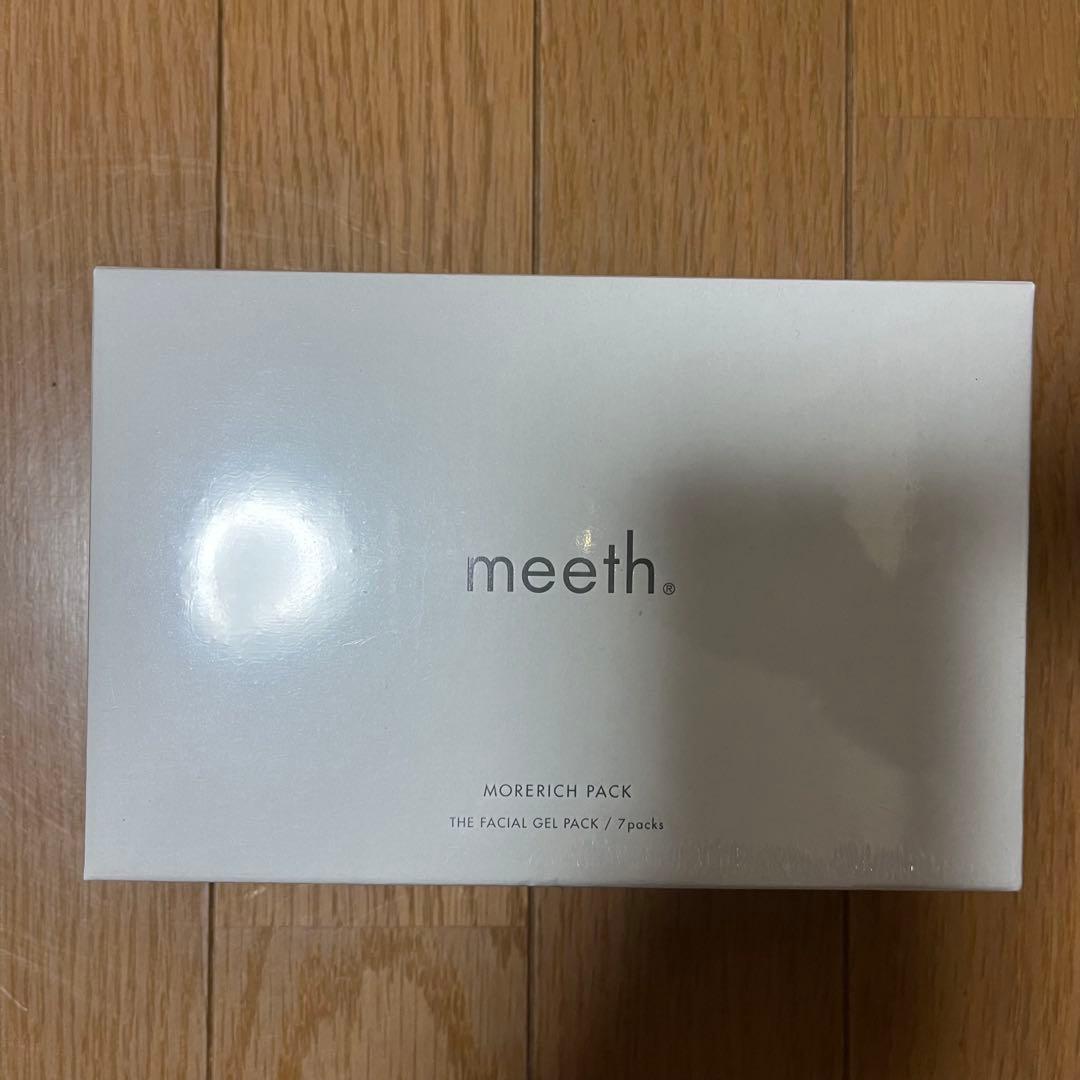 meeth.®
MORERICH PACK
THE FACIAL GEL PACK / 7packs